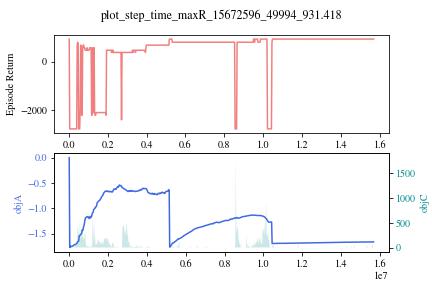 plot_step_time_maxR_15672596_49994_931.418
Episode Return
0
−2000
0.0 0.2 0.4 0.6 0.8 1.0 1.2 1.4 1.6
objA
0.0
−0.5
−1.0
−1.5
1500
1000
500
0
objC
0.0 0.2 0.4 0.6 0.8 1.0 1.2 1.4 1.6
1e7